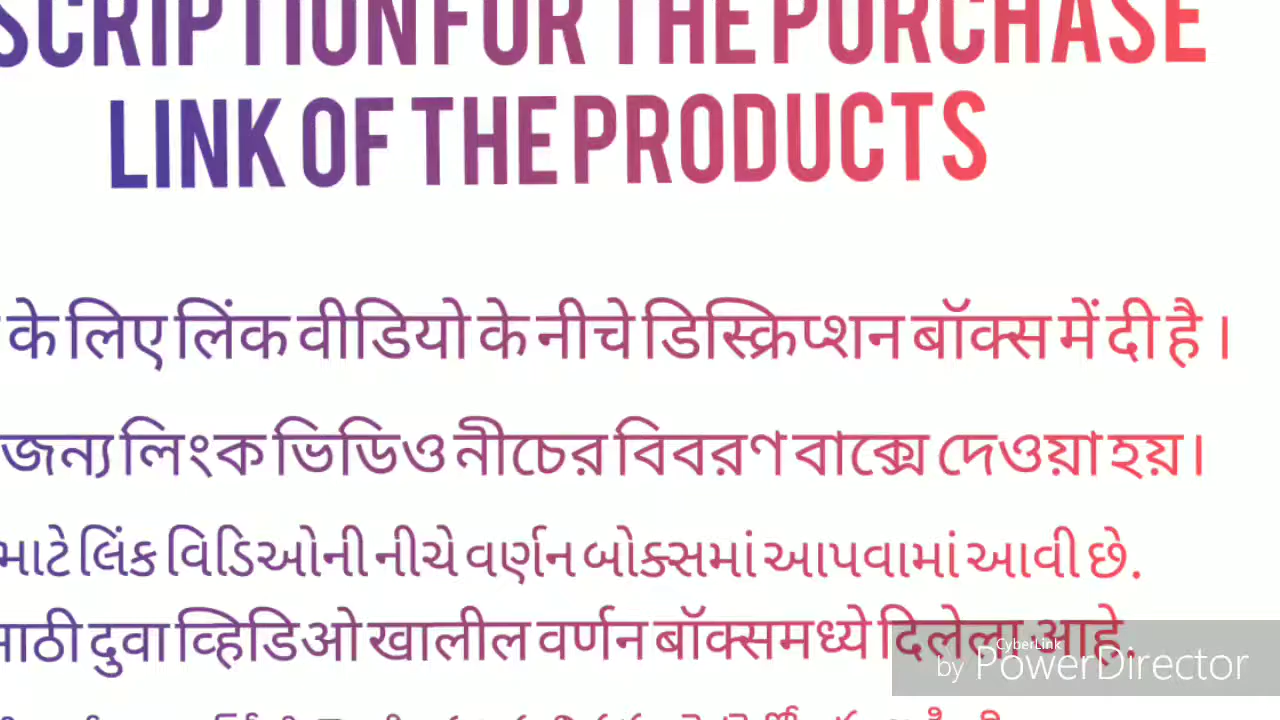 SCRIPTION FOR THE PURCHASE
LINK OF THE PRODUCTS
के लिए लिंक वीडियो के नीचे डिस्क्रिप्शन बॉक्स में दी है ।
জন্য লিংক ভিডিও নীচের বিবরণ বাক্সে দেওয়া হয়।
માટે લિંક વિડિઓની નીચે વર્ણન બોક્સમાં આપવામાં આવી છે.
साठी दुवा व्हिडिओ खालील वर्णन बॉक्समध्ये दिलेला आहे.
CyberLink
by PowerDirector